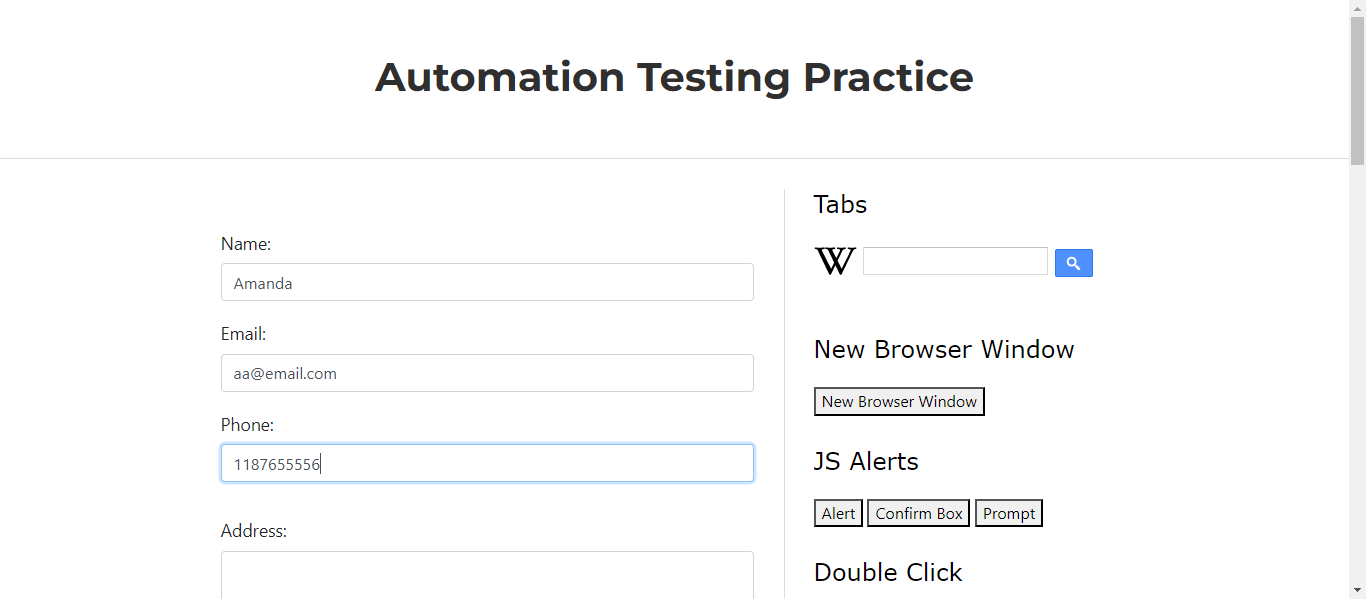 Automation Testing Practice
Name:
Amanda
Email:
aa@email.com
Phone:
1187655556
Address:
Tabs
W
New Browser Window
New Browser Window
JS Alerts
Alert Confirm Box Prompt
Double Click